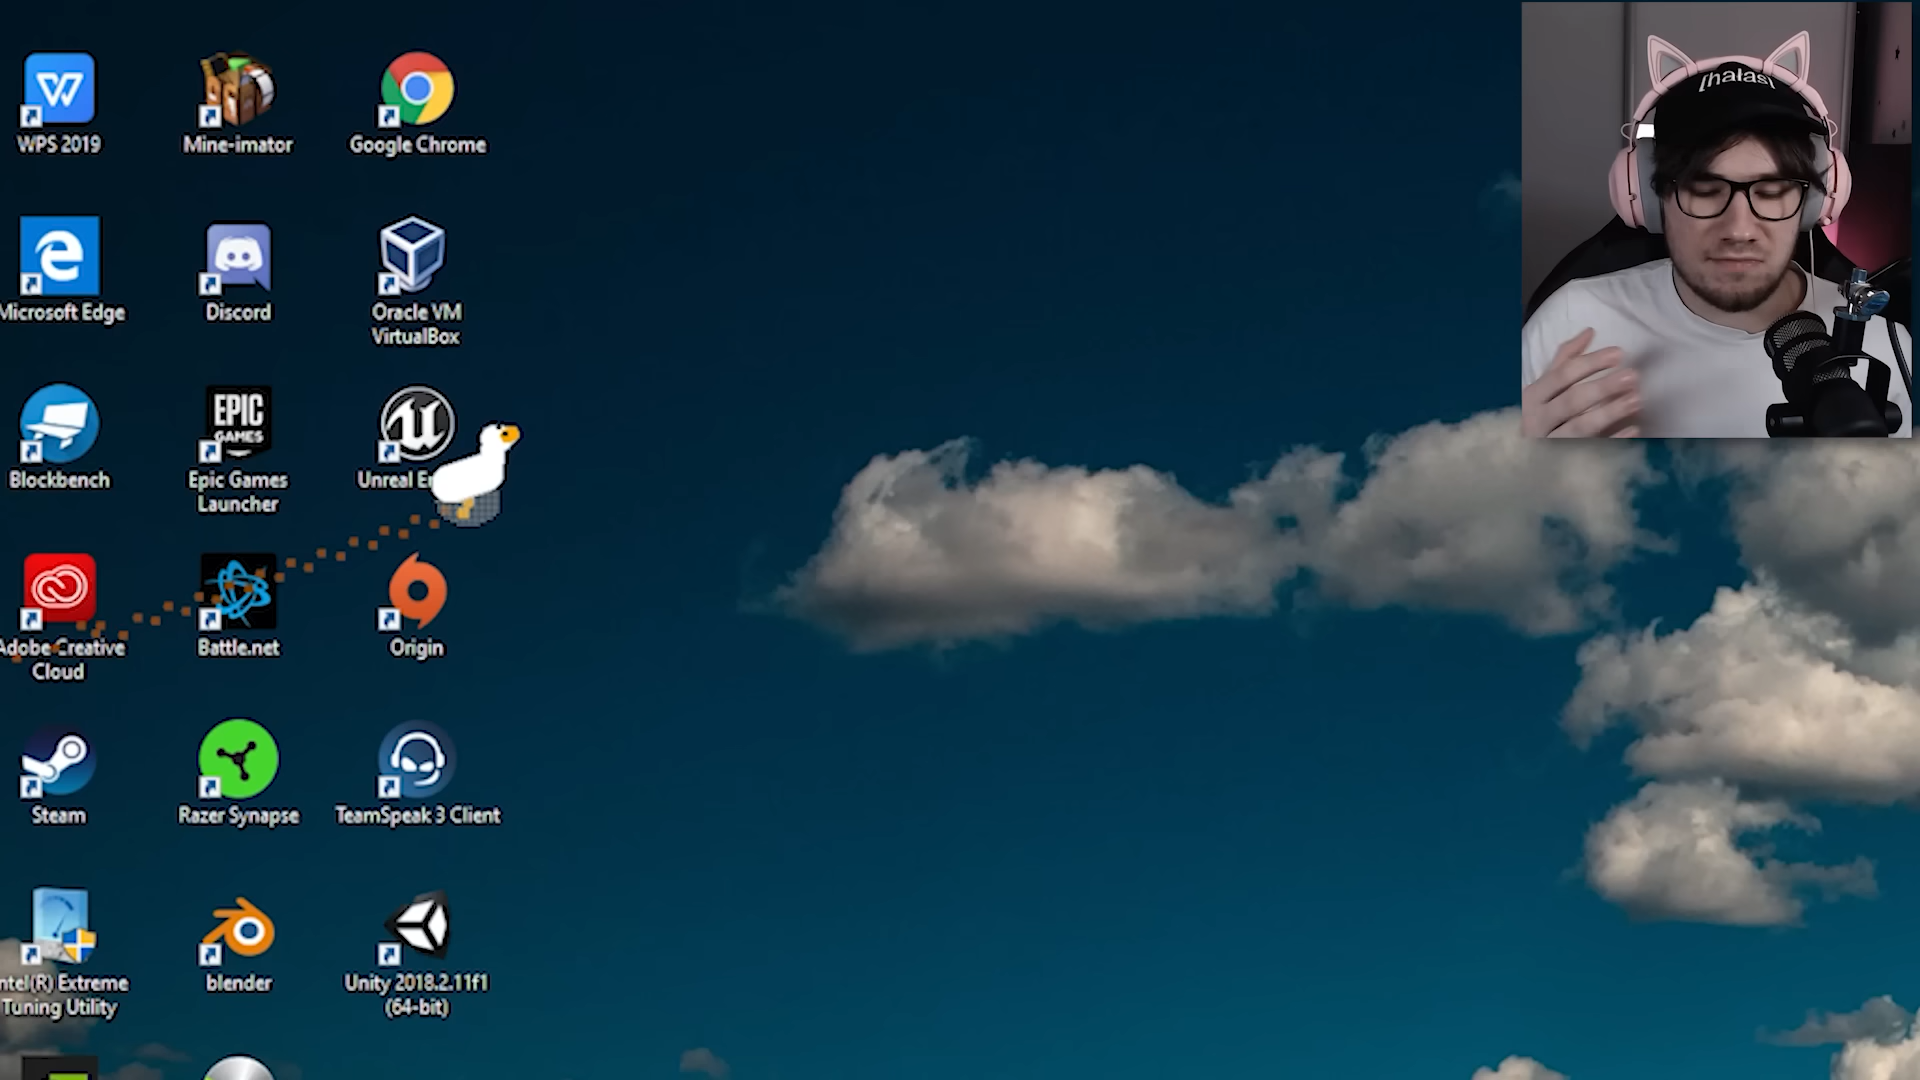 WPS 2019
Mine-imator
Google Chrome
[halas]
Microsoft Edge
Discord
Oracle VM
VirtualBox
EPIC
GAMES
Blockbench
Epic Games
Launcher
Unreal
Adobe Creative
Cloud
Battle.net
Origin
Steam
Razer Synapse
TeamSpeak 3 Client
ntel(R) Extreme
Tuning Utility
blender
Unity 2018.2.11f1
(64-bit)